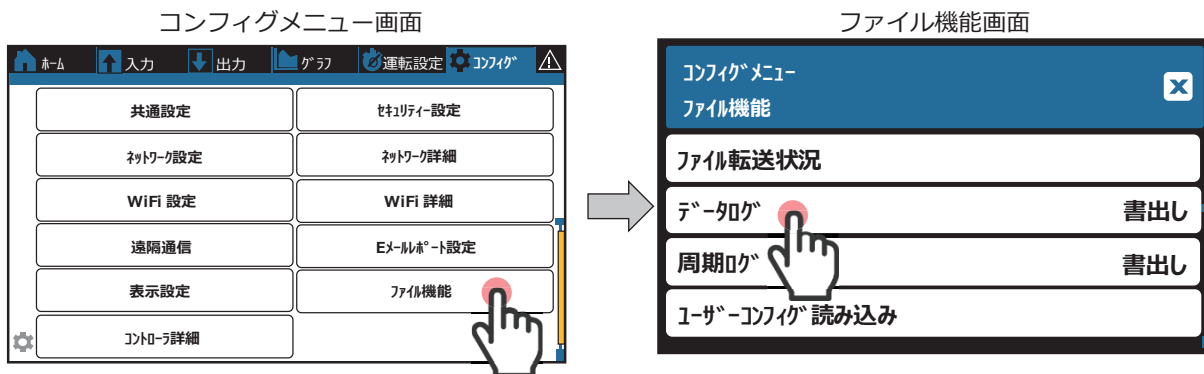 コンフィグメニュー画面
ﾎｰﾑ 入力 出力 ｸﾞﾗﾌ 運転設定 ｺﾝﾌｨｸﾞ
共通設定 ｾｷｭﾘﾃｨｰ設定
ﾈｯﾄﾜｰｸ設定 ﾈｯﾄﾜｰｸ詳細
WiFi 設定 WiFi 詳細
遠隔通信 Eﾒｰﾙﾚﾎﾟｰﾄ設定
表示設定 ﾌｧｲﾙ機能
ｺﾝﾄﾛｰﾗ詳細
ファイル機能画面
ｺﾝﾌｨｸﾞﾒﾆｭｰ
ﾌｧｲﾙ機能
X
ﾌｧｲﾙ転送状況
ﾃﾞｰﾀﾛｸﾞ 書出し
周期ﾛｸﾞ 書出し
ﾕｰｻﾞｰｺﾝﾌｨｸﾞ読み込み